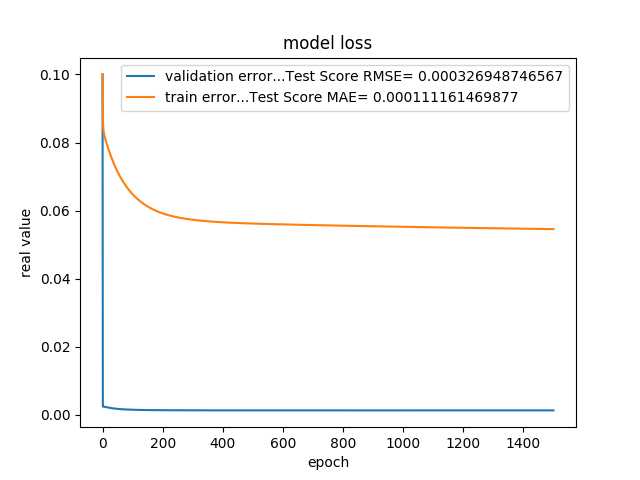 model loss
validation error...Test Score RMSE= 0.000326948746567
train error...Test Score MAE= 0.000111161469877
real value
0.10
0.08
0.06
0.04
0.02
0.00
0 200 400 600 800 1000 1200 1400
epoch